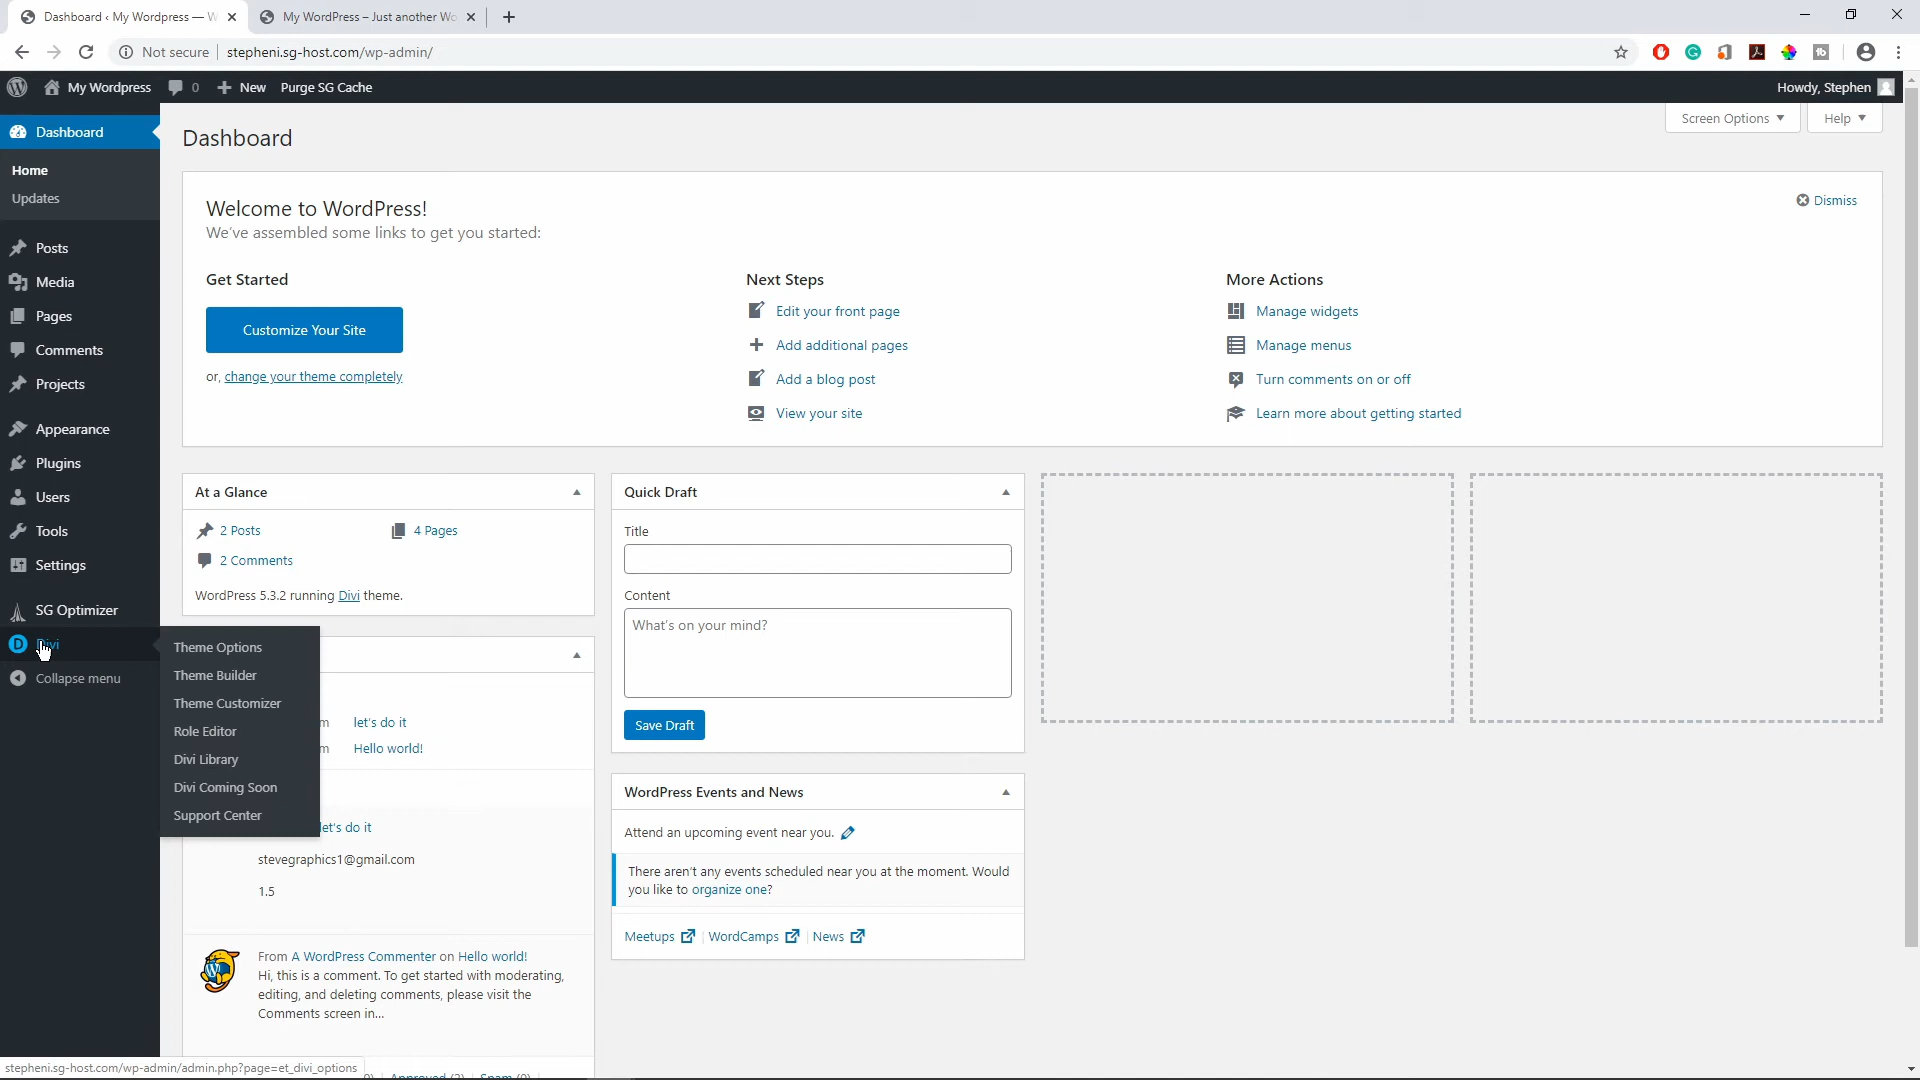 Dashboard ‹ My Wordpress — W
My WordPress – Just another Wo
Not secure
stepheni.sg-host.com/wp-admin/
My Wordpress
0
New
Purge SG Cache
Howdy, Stephen
Dashboard
Home
Updates
Posts
Media
Pages
Comments
Projects
Appearance
Plugins
Users
Tools
Settings
SG Optimizer
Divi
Collapse menu
Theme Options
Theme Builder
Theme Customizer
Role Editor
Divi Library
Divi Coming Soon
Support Center
Dashboard
Screen Options
Help
Welcome to WordPress!
We've assembled some links to get you started:
Dismiss
Get Started
Customize Your Site
or, change your theme completely
Next Steps
Edit your front page
Add additional pages
Add a blog post
View your site
More Actions
Manage widgets
Manage menus
Turn comments on or off
Learn more about getting started
At a Glance
2 Posts
4 Pages
2 Comments
WordPress 5.3.2 running Divi theme.
m let's do it
m Hello world!
let's do it
stevegraphics1@gmail.com
1.5
From A WordPress Commenter on Hello world!
Hi, this is a comment. To get started with moderating,
editing, and deleting comments, please visit the
Comments screen in...
Quick Draft
Title
Content
What's on your mind?
Save Draft
WordPress Events and News
Attend an upcoming event near you.
There aren't any events scheduled near you at the moment. Would
you like to organize one?
Meetups
WordCamps
News
stepheni.sg-host.com/wp-admin/admin.php?page=et_divi_options